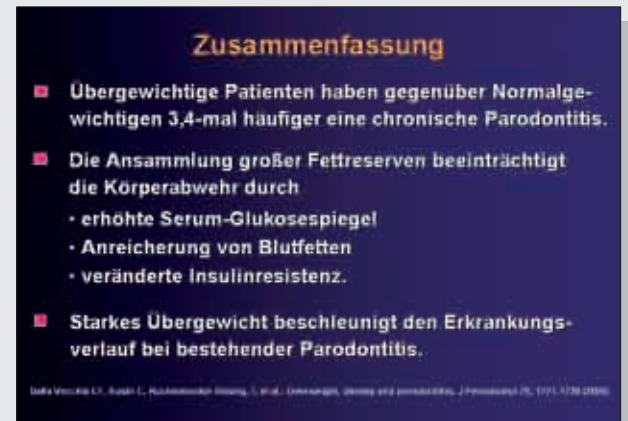 Zusammenfassung
Übergewichtige Patienten haben gegenüber Normalge-
wichtigen 3,4-mal häufiger eine chronische Parodontitis.
Die Ansammlung großer Fettreserven beeinträchtigt
die Körperabwehr durch
• erhöhte Serum-Glukosespiegel
• Anreicherung von Blutfetten
• veränderte Insulinresistenz.
Starkes Übergewicht beschleunigt den Erkrankungs-
verlauf bei bestehender Parodontitis.